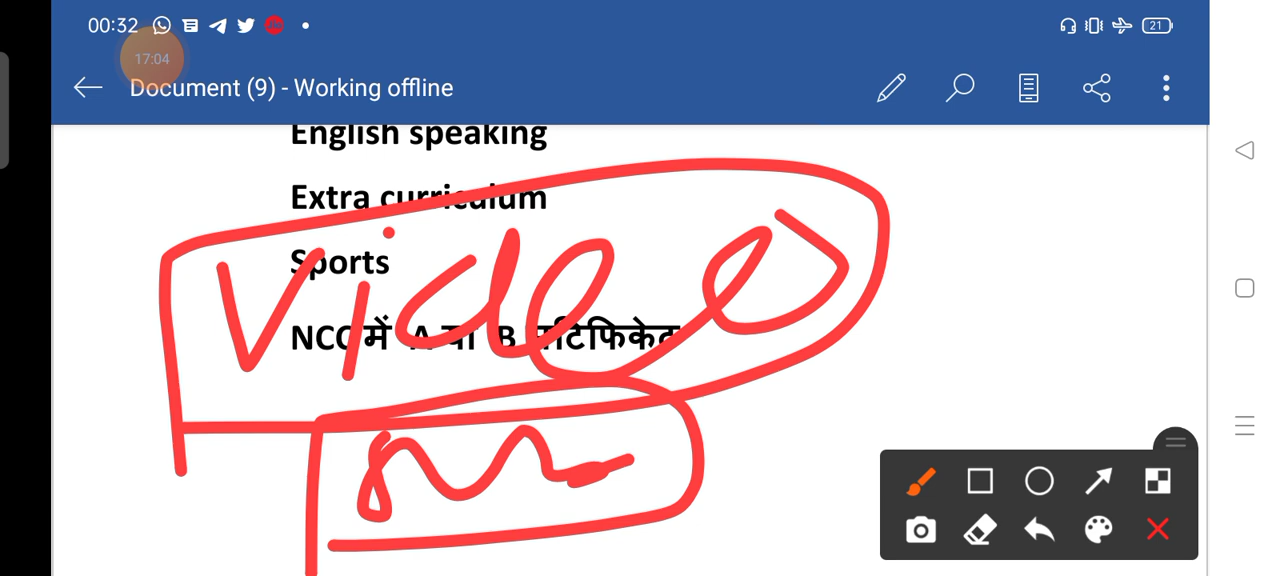 00:32 21
17:04
Document (9) - Working offline
English speaking
Extra curriculum
Sports
NCC में A या B सर्टिफिकेट
Video